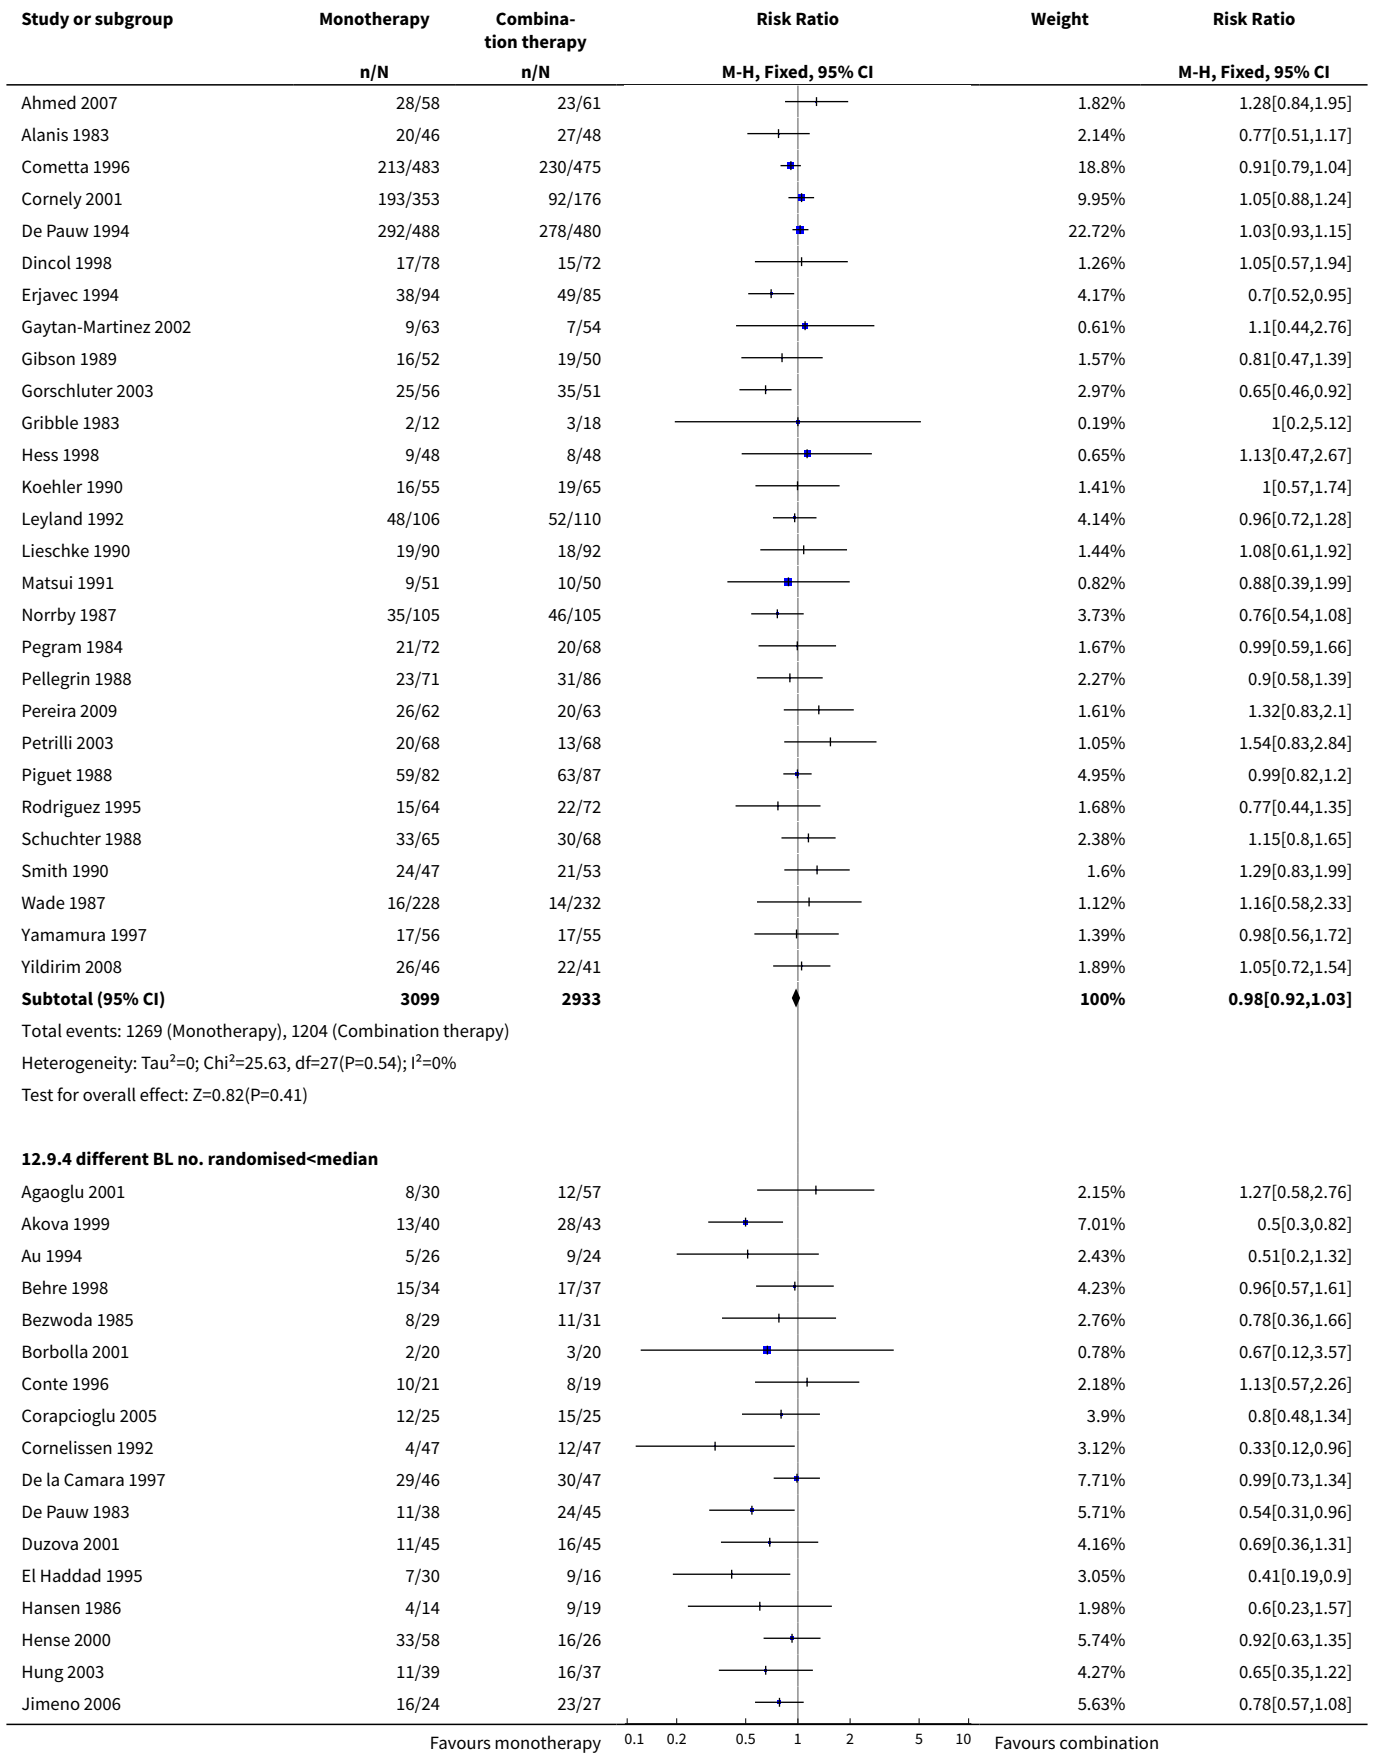 Study or subgroup Monotherapy Combina- Risk Ratio Weight Risk Ratio
tion therapy
n/N n/N M-H, Fixed, 95% CI M-H, Fixed, 95% CI
Ahmed 2007 28/58 23/61 1.82% 1.28[0.84,1.95]
Alanis 1983 20/46 27/48 2.14% 0.77[0.51,1.17]
Cometta 1996 213/483 230/475 18.8% 0.91[0.79,1.04]
Cornely 2001 193/353 92/176 9.95% 1.05[0.88,1.24]
De Pauw 1994 292/488 278/480 22.72% 1.03[0.93,1.15]
Dincol 1998 17/78 15/72 1.26% 1.05[0.57,1.94]
Erjavec 1994 38/94 49/85 4.17% 0.7[0.52,0.95]
Gaytan-Martinez 2002 9/63 7/54 0.61% 1.1[0.44,2.76]
Gibson 1989 16/52 19/50 1.57% 0.81[0.47,1.39]
Gorschluter 2003 25/56 35/51 2.97% 0.65[0.46,0.92]
Gribble 1983 2/12 3/18 0.19% 1[0.2,5.12]
Hess 1998 9/48 8/48 0.65% 1.13[0.47,2.67]
Koehler 1990 16/55 19/65 1.41% 1[0.57,1.74]
Leyland 1992 48/106 52/110 4.14% 0.96[0.72,1.28]
Lieschke 1990 19/90 18/92 1.44% 1.08[0.61,1.92]
Matsui 1991 9/51 10/50 0.82% 0.88[0.39,1.99]
Norrby 1987 35/105 46/105 3.73% 0.76[0.54,1.08]
Pegram 1984 21/72 20/68 1.67% 0.99[0.59,1.66]
Pellegrin 1988 23/71 31/86 2.27% 0.9[0.58,1.39]
Pereira 2009 26/62 20/63 1.61% 1.32[0.83,2.1]
Petrilli 2003 20/68 13/68 1.05% 1.54[0.83,2.84]
Piguet 1988 59/82 63/87 4.95% 0.99[0.82,1.2]
Rodriguez 1995 15/64 22/72 1.68% 0.77[0.44,1.35]
Schuchter 1988 33/65 30/68 2.38% 1.15[0.8,1.65]
Smith 1990 24/47 21/53 1.6% 1.29[0.83,1.99]
Wade 1987 16/228 14/232 1.12% 1.16[0.58,2.33]
Yamamura 1997 17/56 17/55 1.39% 0.98[0.56,1.72]
Yildirim 2008 26/46 22/41 1.89% 1.05[0.72,1.54]
Subtotal (95% CI) 3099 2933 100% 0.98[0.92,1.03]
Total events: 1269 (Monotherapy), 1204 (Combination therapy)
Heterogeneity: Tau²=0; Chi²=25.63, df=27(P=0.54); I²=0%
Test for overall effect: Z=0.82(P=0.41)
12.9.4 different BL no. randomised<median
Agaoglu 2001 8/30 12/57 2.15% 1.27[0.58,2.76]
Akova 1999 13/40 28/43 7.01% 0.5[0.3,0.82]
Au 1994 5/26 9/24 2.43% 0.51[0.2,1.32]
Behre 1998 15/34 17/37 4.23% 0.96[0.57,1.61]
Bezwoda 1985 8/29 11/31 2.76% 0.78[0.36,1.66]
Borbolla 2001 2/20 3/20 0.78% 0.67[0.12,3.57]
Conte 1996 10/21 8/19 2.18% 1.13[0.57,2.26]
Corapcioglu 2005 12/25 15/25 3.9% 0.8[0.48,1.34]
Cornelissen 1992 4/47 12/47 3.12% 0.33[0.12,0.96]
De la Camara 1997 29/46 30/47 7.71% 0.99[0.73,1.34]
De Pauw 1983 11/38 24/45 5.71% 0.54[0.31,0.96]
Duzova 2001 11/45 16/45 4.16% 0.69[0.36,1.31]
El Haddad 1995 7/30 9/16 3.05% 0.41[0.19,0.9]
Hansen 1986 4/14 9/19 1.98% 0.6[0.23,1.57]
Hense 2000 33/58 16/26 5.74% 0.92[0.63,1.35]
Hung 2003 11/39 16/37 4.27% 0.65[0.35,1.22]
Jimeno 2006 16/24 23/27 5.63% 0.78[0.57,1.08]
Favours monotherapy 0.1 0.2 0.5 1 2 5 10 Favours combination